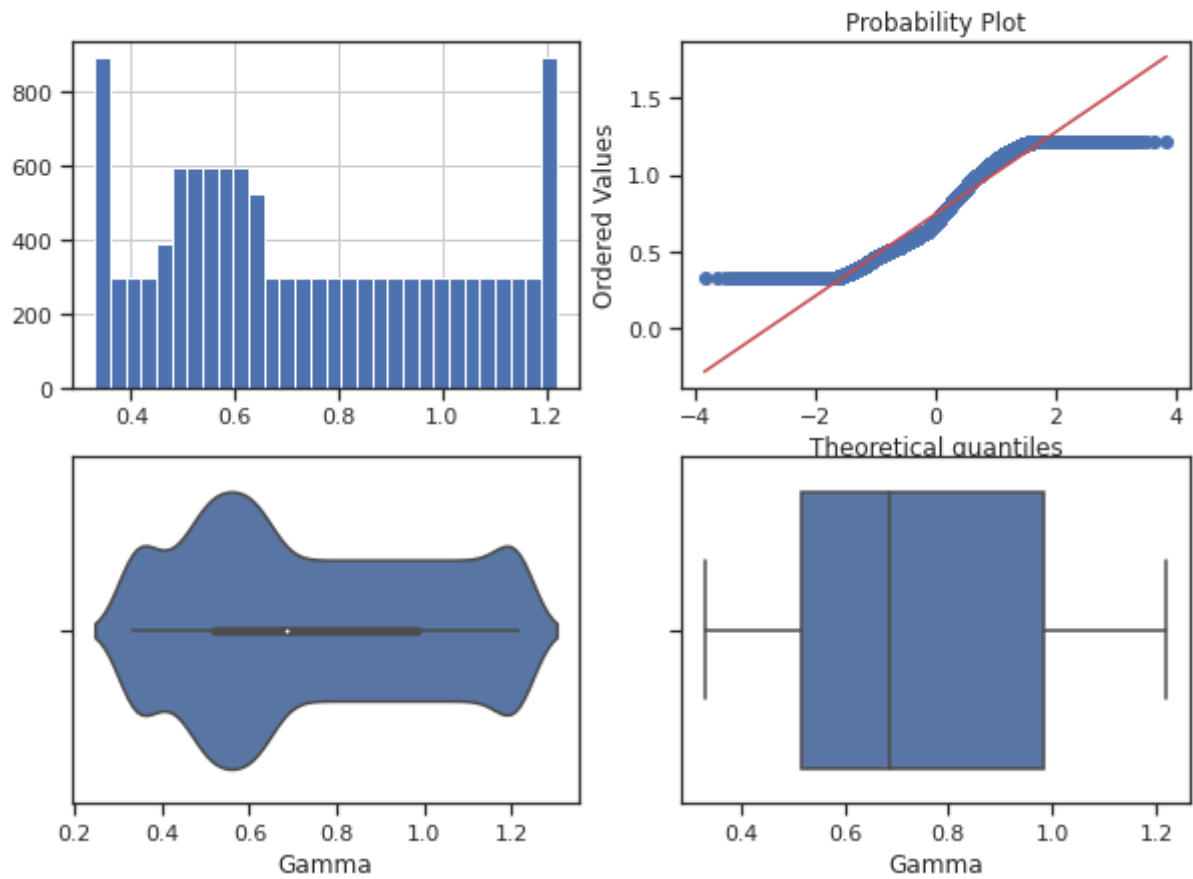 Probability Plot
800
600
400
200
0
0.4 0.6 0.8 1.0 1.2
Ordered Values
1.5
1.0
0.5
0.0
−4 −2 0 2 4
Theoretical quantiles
0.2 0.4 0.6 0.8 1.0 1.2
Gamma
0.4 0.6 0.8 1.0 1.2
Gamma